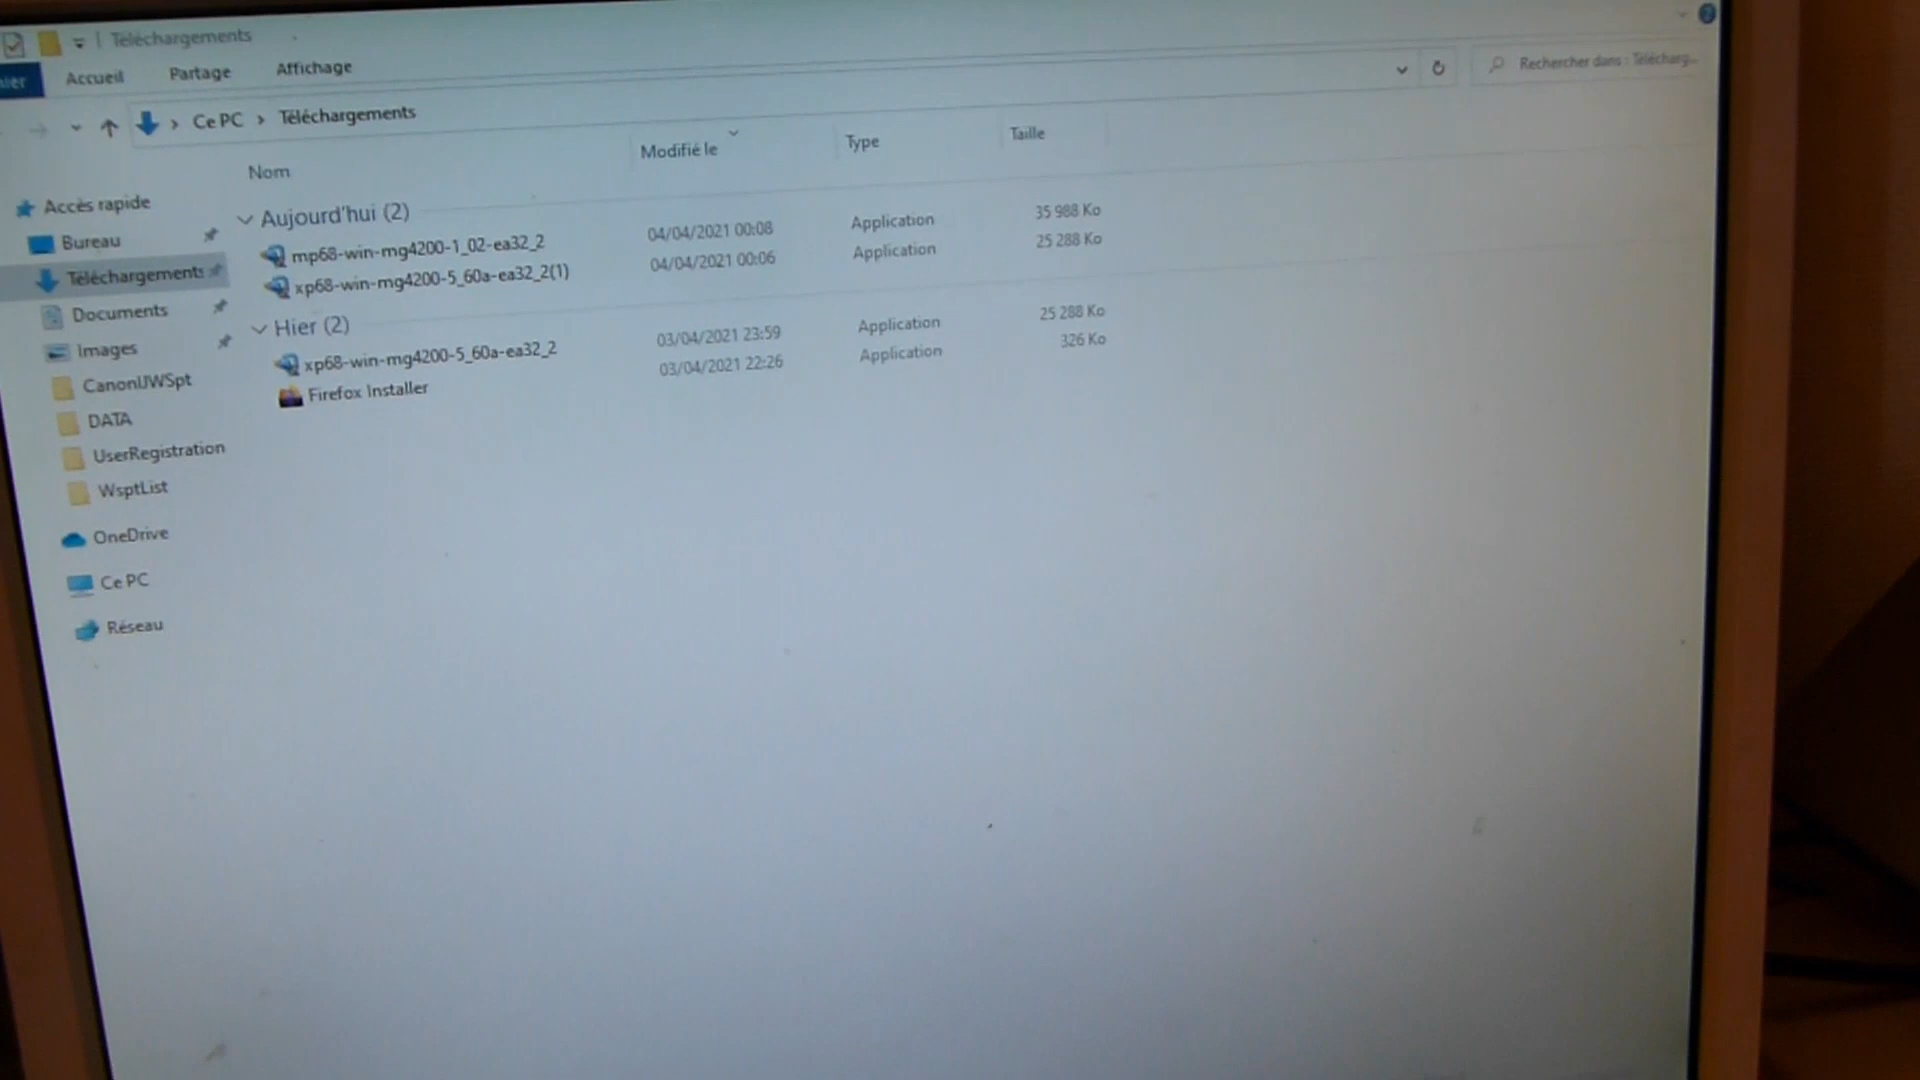 Téléchargements
Accueil Partage Affichage
Ce PC > Téléchargements
Rechercher dans : Télécharg...
Nom Modifié le Type Taille
Accès rapide
Bureau
Téléchargements
Documents
Images
CanonIJWSpt
DATA
UserRegistration
WsptList
OneDrive
Ce PC
Réseau
Aujourd'hui (2)
mp68-win-mg4200-1_02-ea32_2 04/04/2021 00:08 Application 35 988 Ko
xp68-win-mg4200-5_60a-ea32_2(1) 04/04/2021 00:06 Application 25 288 Ko
Hier (2)
xp68-win-mg4200-5_60a-ea32_2 03/04/2021 23:59 Application 25 288 Ko
Firefox Installer 03/04/2021 22:26 Application 326 Ko